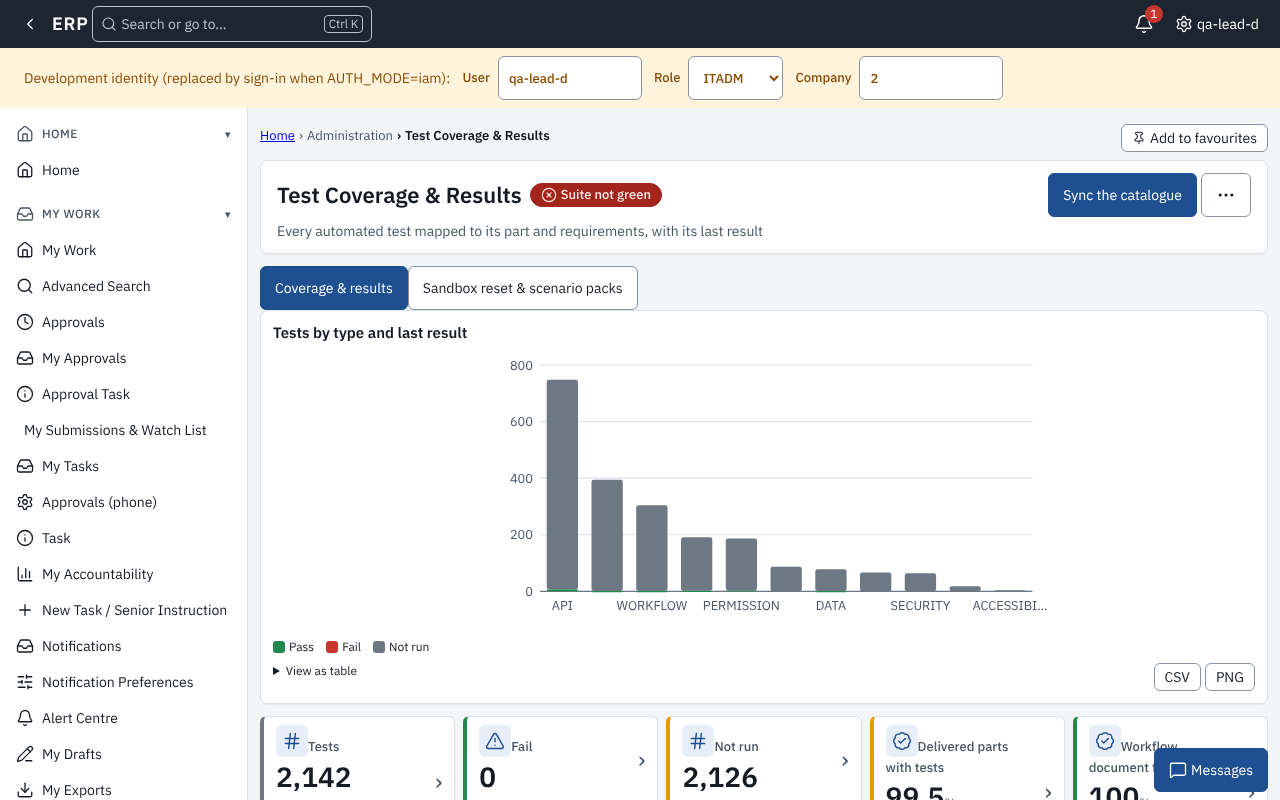 ERP
Search or go to…
Ctrl K
1
qa-lead-d
Development identity (replaced by sign-in when AUTH_MODE=iam):
User
qa-lead-d
Role
ITADM
Company
2
HOME
Home
MY WORK
My Work
Advanced Search
Approvals
My Approvals
Approval Task
My Submissions & Watch List
My Tasks
Approvals (phone)
Task
My Accountability
New Task / Senior Instruction
Notifications
Notification Preferences
Alert Centre
My Drafts
My Exports
Home › Administration › Test Coverage & Results
Add to favourites
Test Coverage & Results
Suite not green
Sync the catalogue
Every automated test mapped to its part and requirements, with its last result
Coverage & results
Sandbox reset & scenario packs
Tests by type and last result
800
600
400
200
0
API
WORKFLOW
PERMISSION
DATA
SECURITY
ACCESSIBI…
Pass
Fail
Not run
View as table
CSV
PNG
Tests
2,142
Fail
0
Not run
2,126
Delivered parts
with tests
99.5
Workflow
document
100
Messages